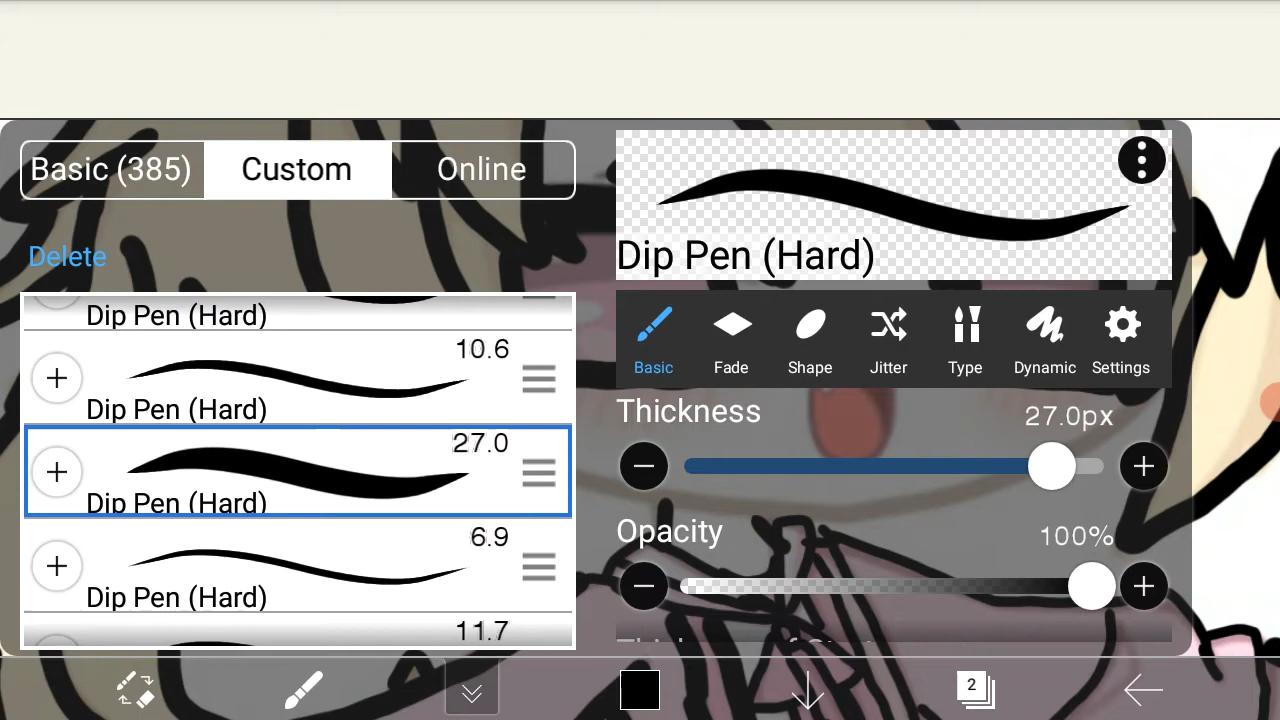 Basic (385) Custom Online
Delete
Dip Pen (Hard)
10.6
Dip Pen (Hard)
27.0
Dip Pen (Hard)
6.9
Dip Pen (Hard)
11.7
Dip Pen (Hard)
Basic Fade Shape Jitter Type Dynamic Settings
Thickness 27.0px
Opacity 100%
2